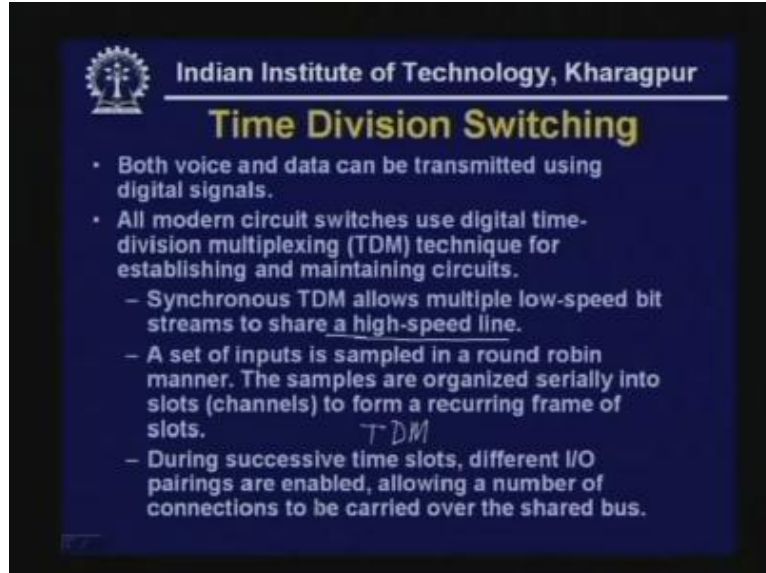 Indian Institute of Technology, Kharagpur
Time Division Switching
• Both voice and data can be transmitted using
digital signals.
• All modern circuit switches use digital time-
division multiplexing (TDM) technique for
establishing and maintaining circuits.
– Synchronous TDM allows multiple low-speed bit
streams to share a high-speed line.
– A set of inputs is sampled in a round robin
manner. The samples are organized serially into
slots (channels) to form a recurring frame of
slots.
TDM
– During successive time slots, different I/O
pairings are enabled, allowing a number of
connections to be carried over the shared bus.